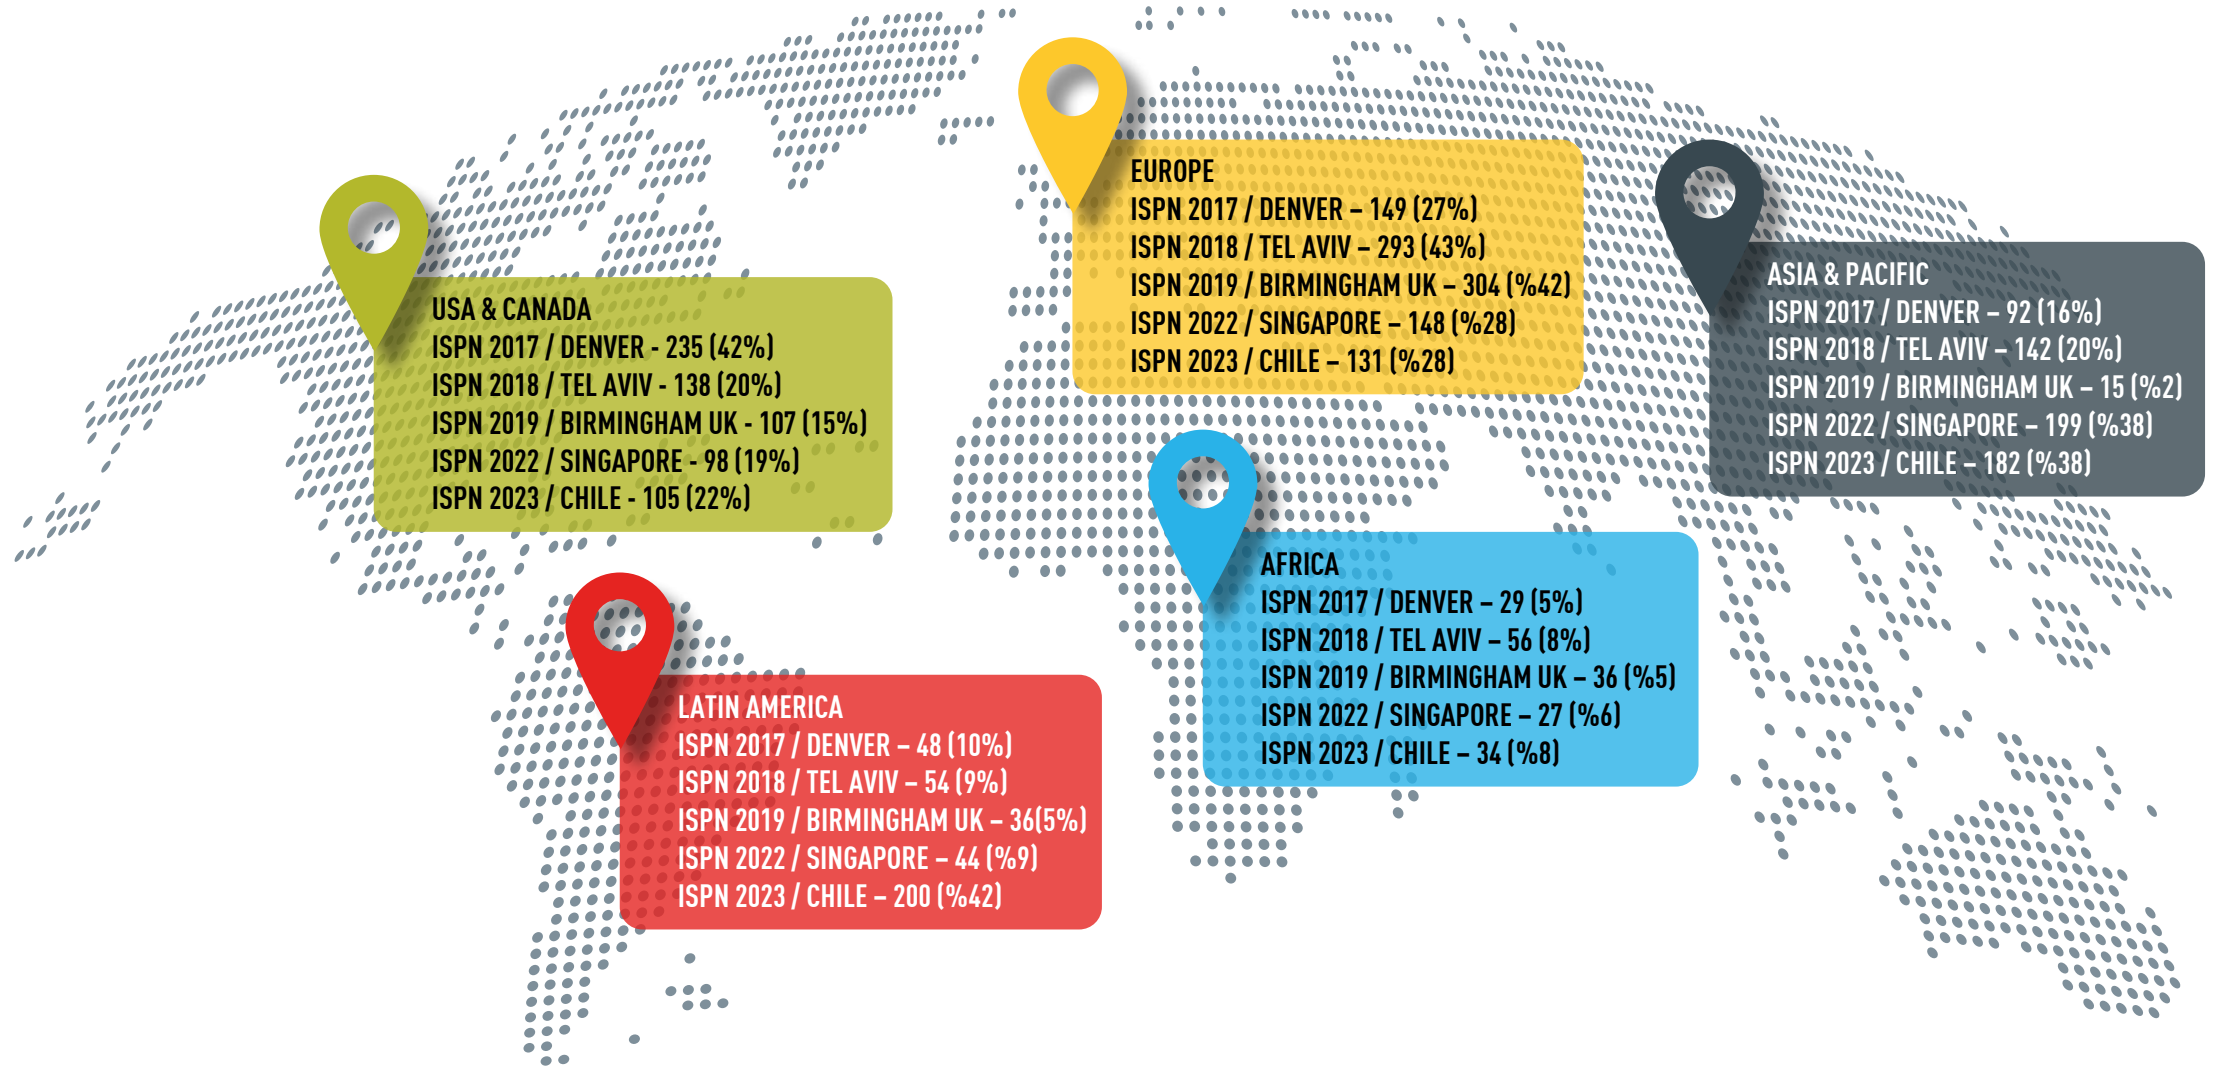 USA & CANADA
ISPN 2017 / DENVER - 235 (42%)
ISPN 2018 / TEL AVIV - 138 (20%)
ISPN 2019 / BIRMINGHAM UK - 107 (15%)
ISPN 2022 / SINGAPORE - 98 (19%)
ISPN 2023 / CHILE - 105 (22%)
EUROPE
ISPN 2017 / DENVER – 149 (27%)
ISPN 2018 / TEL AVIV – 293 (43%)
ISPN 2019 / BIRMINGHAM UK – 304 (%42)
ISPN 2022 / SINGAPORE – 148 (%28)
ISPN 2023 / CHILE – 131 (%28)
ASIA & PACIFIC
ISPN 2017 / DENVER – 92 (16%)
ISPN 2018 / TEL AVIV – 142 (20%)
ISPN 2019 / BIRMINGHAM UK – 15 (%2)
ISPN 2022 / SINGAPORE – 199 (%38)
ISPN 2023 / CHILE – 182 (%38)
LATIN AMERICA
ISPN 2017 / DENVER – 48 (10%)
ISPN 2018 / TEL AVIV – 54 (9%)
ISPN 2019 / BIRMINGHAM UK – 36(5%)
ISPN 2022 / SINGAPORE – 44 (%9)
ISPN 2023 / CHILE – 200 (%42)
AFRICA
ISPN 2017 / DENVER – 29 (5%)
ISPN 2018 / TEL AVIV – 56 (8%)
ISPN 2019 / BIRMINGHAM UK – 36 (%5)
ISPN 2022 / SINGAPORE – 27 (%6)
ISPN 2023 / CHILE – 34 (%8)